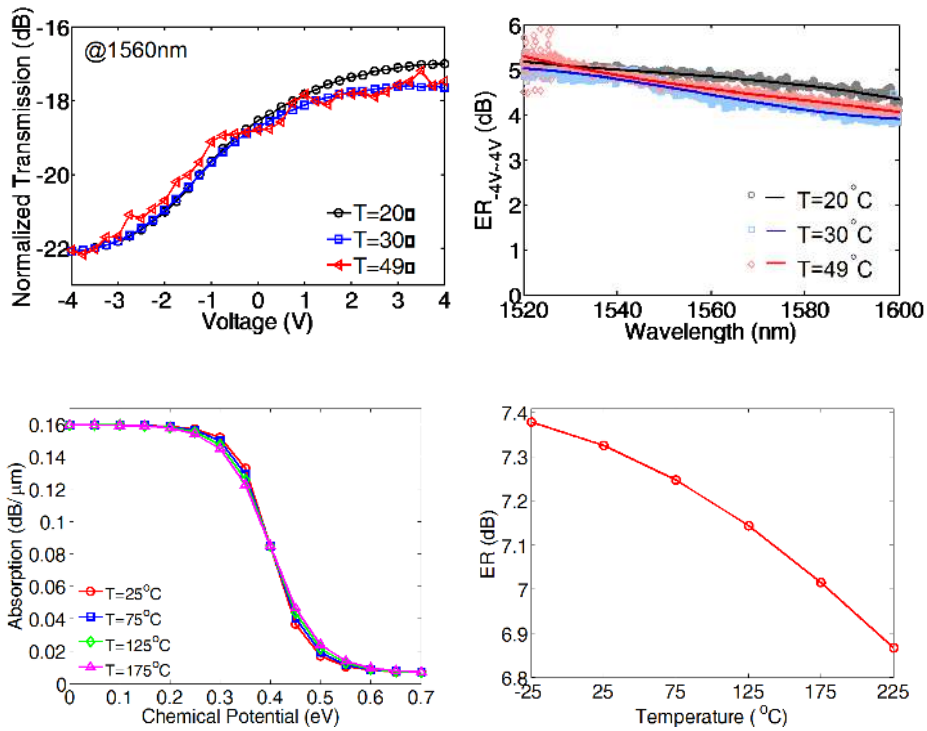 Normalized Transmission (dB)
-16
-18
-20
-22
@1560nm
T=20▯
T=30▯
T=49▯
-4 -3 -2 -1 0 1 2 3 4
Voltage (V)
ER-4V~4V (dB)
6
5
4
3
2
1
0
T=20°C
T=30°C
T=49°C
1520 1540 1560 1580 1600
Wavelength (nm)
Absorption (dB/μm)
0.16
0.14
0.12
0.10
0.08
0.06
0.04
0.02
0
T=25°C
T=75°C
T=125°C
T=175°C
0 0.1 0.2 0.3 0.4 0.5 0.6 0.7
Chemical Potential (eV)
ER (dB)
7.4
7.3
7.2
7.1
7
6.9
6.8
-25 25 75 125 175 225
Temperature (°C)